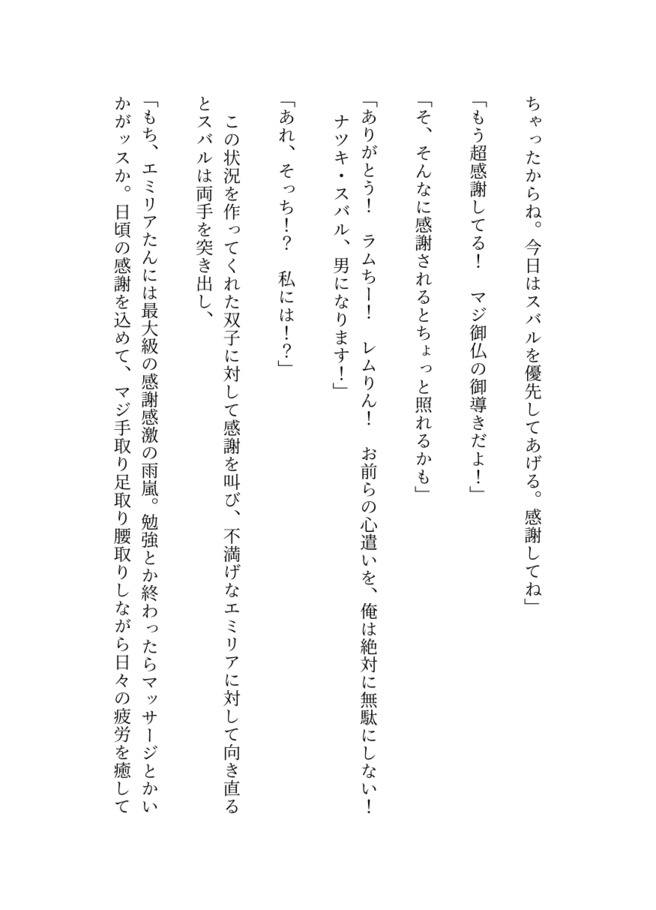 ちゃったからね。今日はスバルを優先してあげる。感謝してね」
「もう超感謝してる！　マジ御仏の御導きだよ！」
「そ、そんなに感謝されるとちょっと照れるかも」
「ありがとう！　ラムちー！　レムりん！　お前らの心遣いを、俺は絶対に無駄にしない！
ナツキ・スバル、男になります！」
「あれ、そっち！？　私には！？」
　この状況を作ってくれた双子に対して感謝を叫び、不満げなエミリアに対して向き直る
とスバルは両手を突き出し、
「もち、エミリアたんには最大級の感謝感激の雨嵐。勉強とか終わったらマッサージとかい
かがッスか。日頃の感謝を込めて、マジ手取り足取り腰取りしながら日々の疲労を癒して